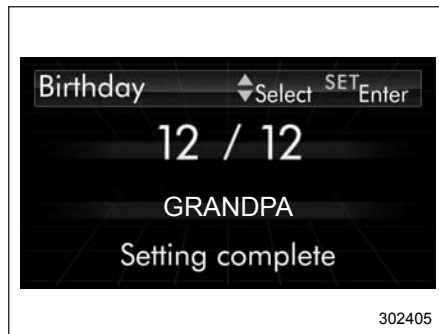 Birthday Select SET Enter
12 / 12
GRANDPA
Setting complete
302405